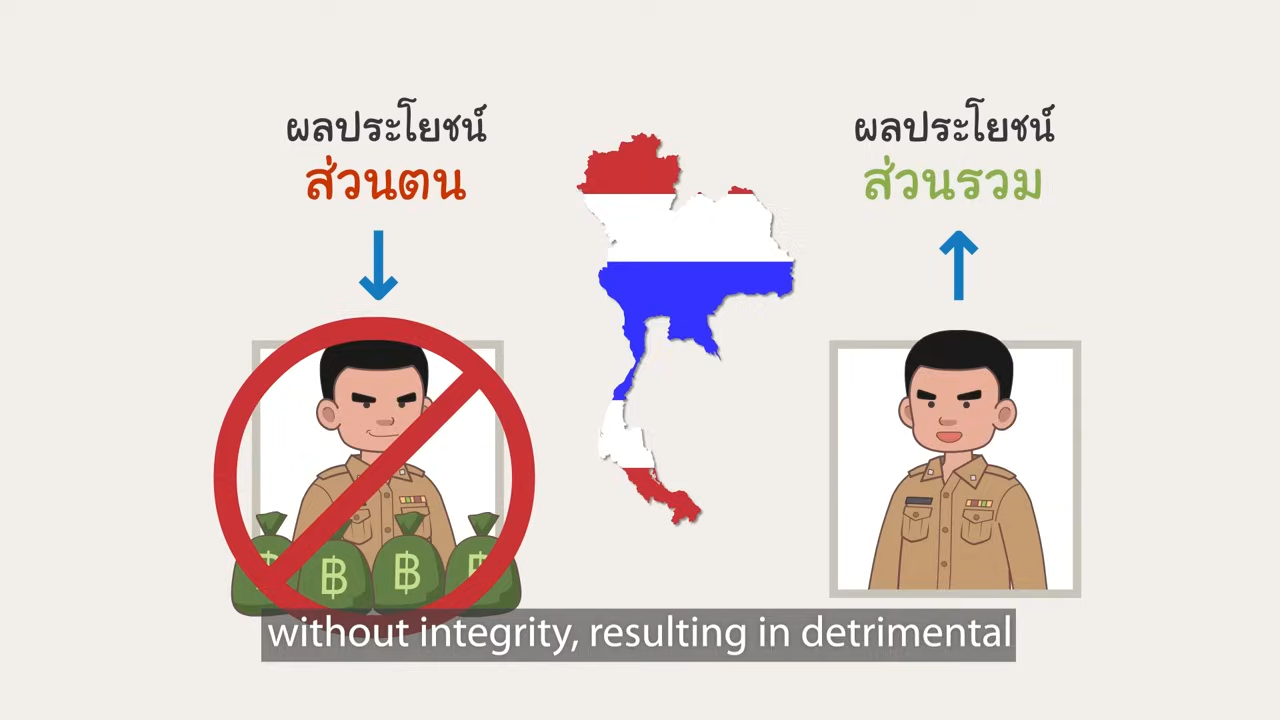 ผลประโยชน์
ส่วนตน
ผลประโยชน์
ส่วนรวม
฿ ฿ ฿ ฿
without integrity, resulting in detrimental